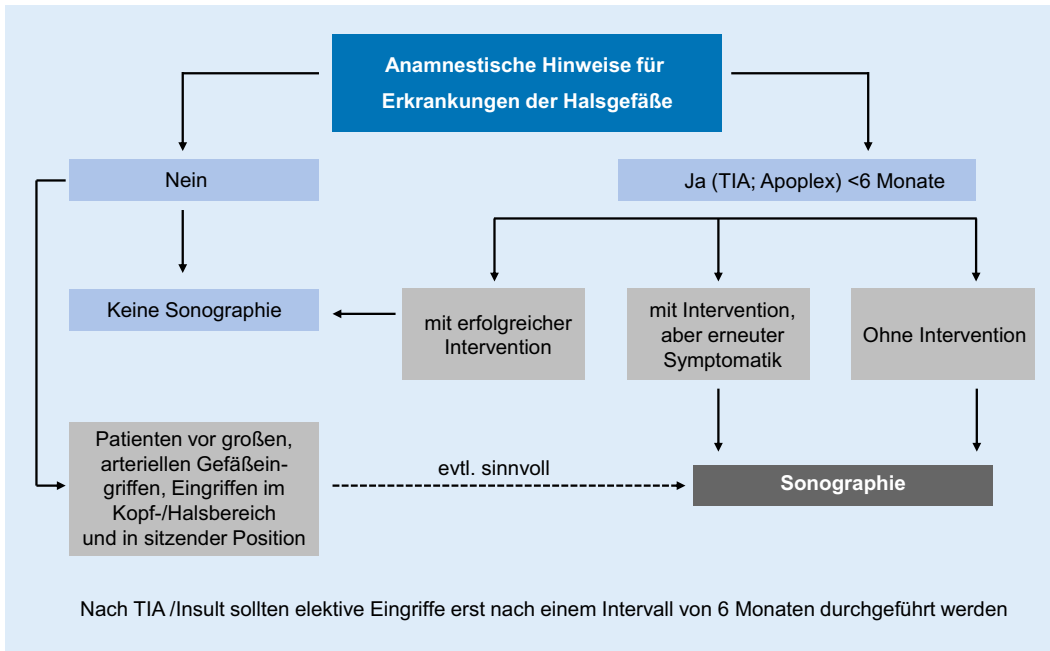 Anamnestische Hinweise für
Erkrankungen der Halsgefäße
Nein
Ja (TIA; Apoplex) <6 Monate
Keine Sonographie
mit erfolgreicher
Intervention
mit Intervention,
aber erneuter
Symptomatik
Ohne Intervention
Patienten vor großen,
arteriellen Gefäßein-
griffen, Eingriffen im
Kopf-/Halsbereich
und in sitzender Position
evtl. sinnvoll
Sonographie
Nach TIA /Insult sollten elektive Eingriffe erst nach einem Intervall von 6 Monaten durchgeführt werden